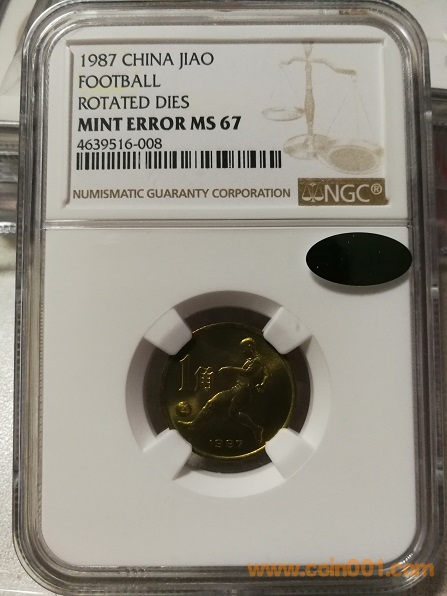 1987 CHINA JIAO
FOOTBALL
ROTATED DIES
MINT ERROR MS 67
4639516-008
NUMISMATIC GUARANTY CORPORATION
NGC®
1角
1987
www.coin001.com